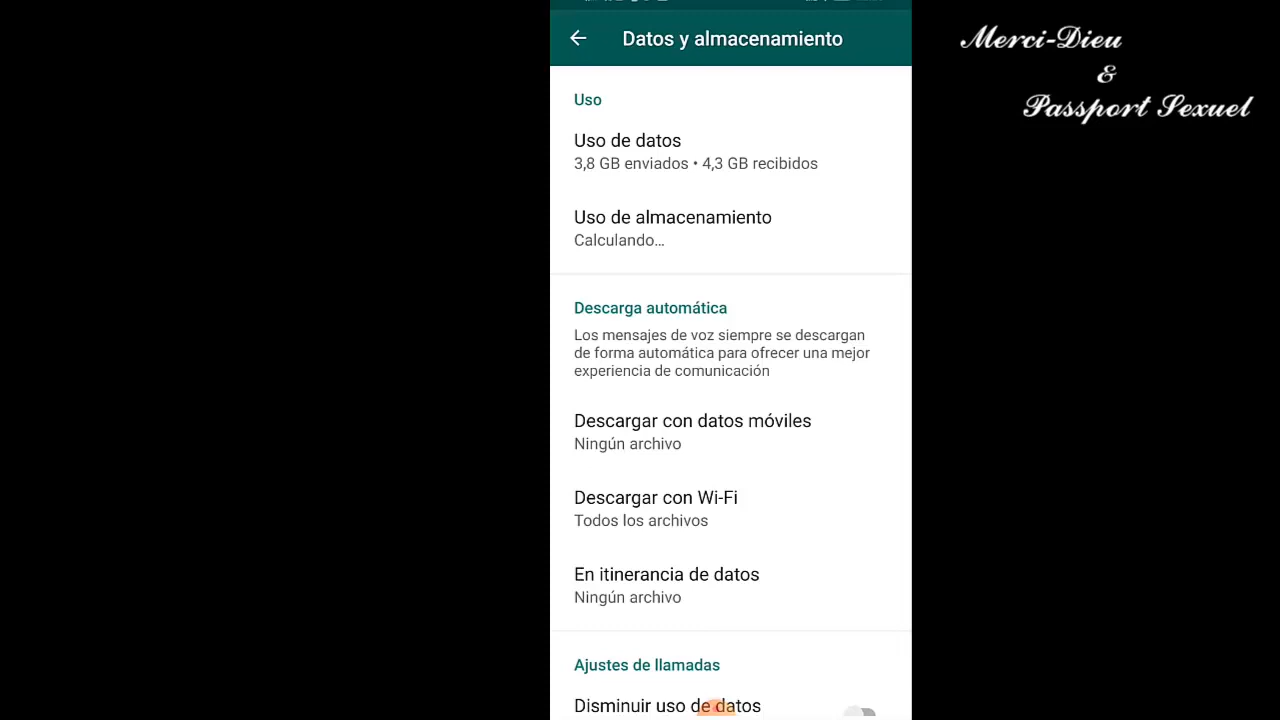 Datos y almacenamiento
Merci-Dieu
&
Passport Sexuel
Uso
Uso de datos
3,8 GB enviados • 4,3 GB recibidos
Uso de almacenamiento
Calculando...
Descarga automática
Los mensajes de voz siempre se descargan
de forma automática para ofrecer una mejor
experiencia de comunicación
Descargar con datos móviles
Ningún archivo
Descargar con Wi-Fi
Todos los archivos
En itinerancia de datos
Ningún archivo
Ajustes de llamadas
Disminuir uso de datos